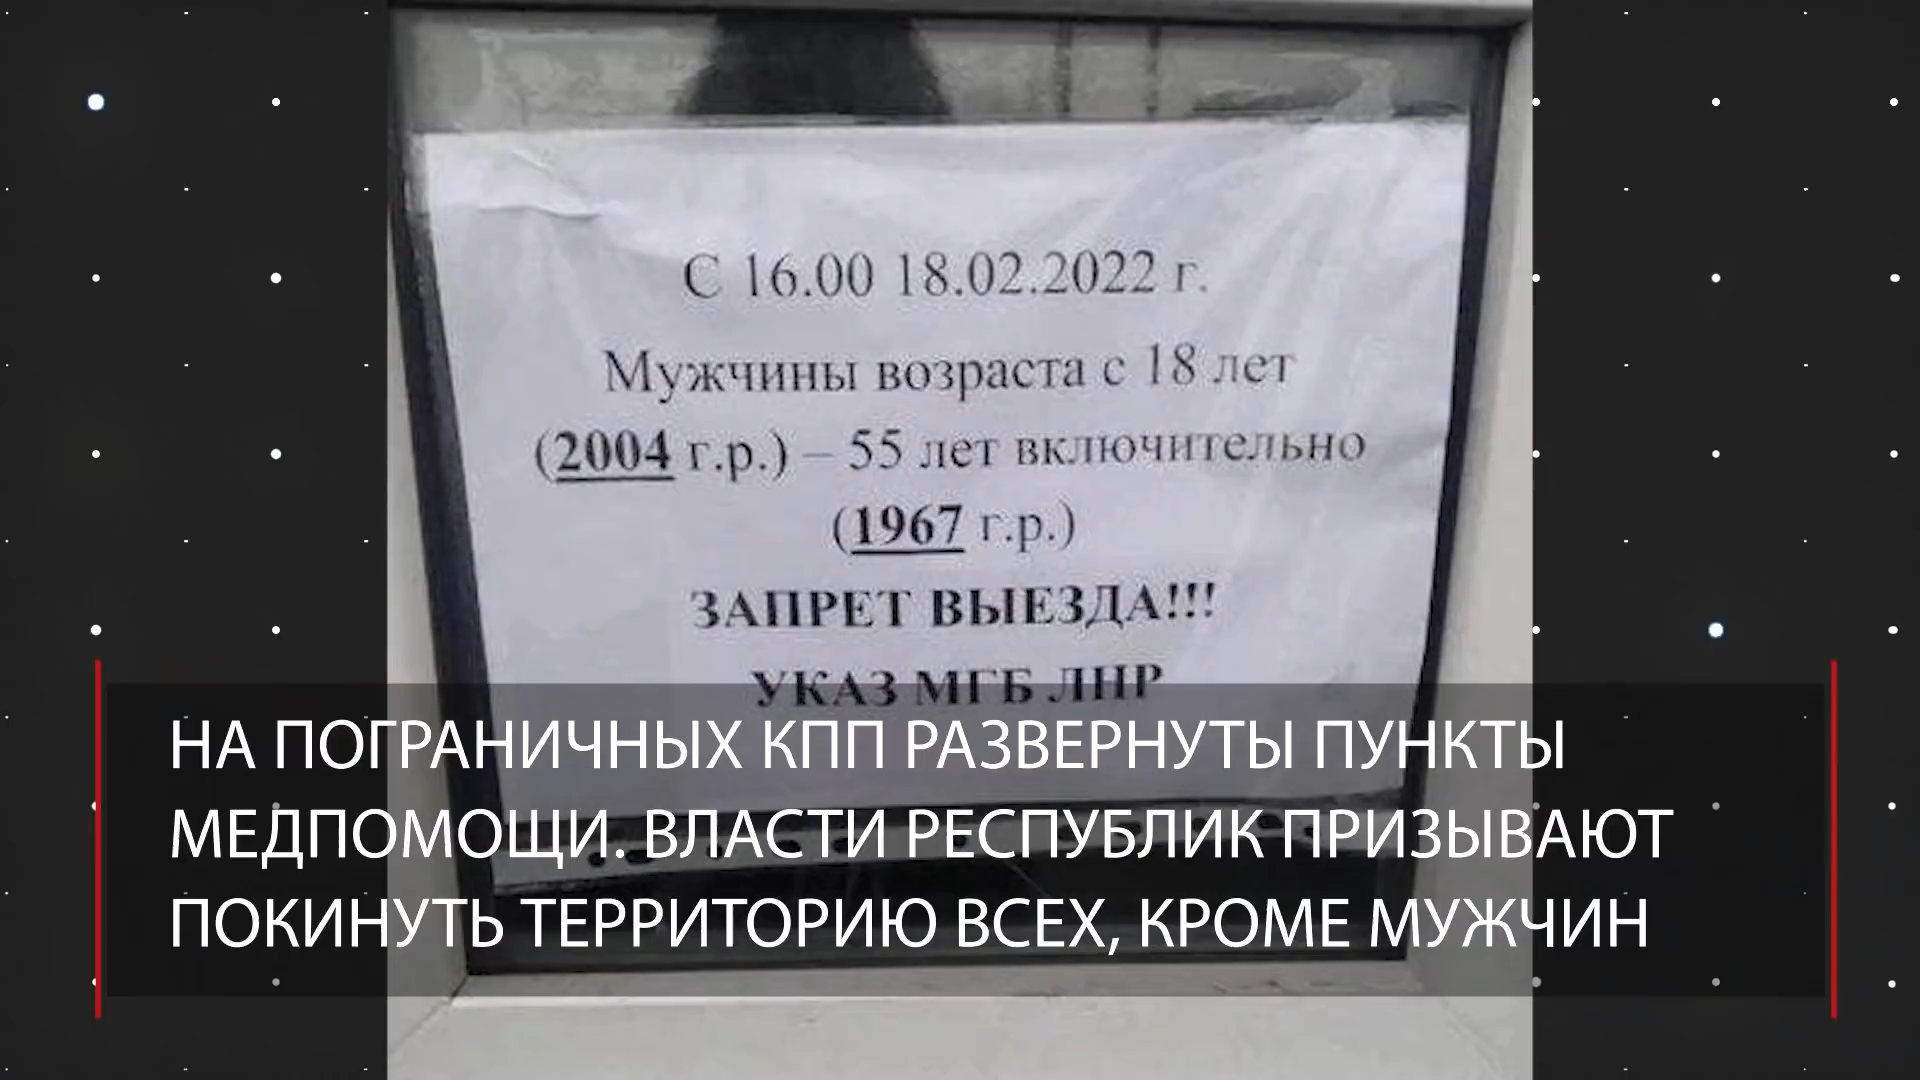 С 16.00 18.02.2022 г.
Мужчины возраста с 18 лет
(2004 г.р.) – 55 лет включительно
(1967 г.р.)
ЗАПРЕТ ВЫЕЗДА!!!
УКАЗ МГБ ЛНР
НА ПОГРАНИЧНЫХ КПП РАЗВЕРНУТЫ ПУНКТЫ
МЕДПОМОЩИ. ВЛАСТИ РЕСПУБЛИК ПРИЗЫВАЮТ
ПОКИНУТЬ ТЕРРИТОРИЮ ВСЕХ, КРОМЕ МУЖЧИН